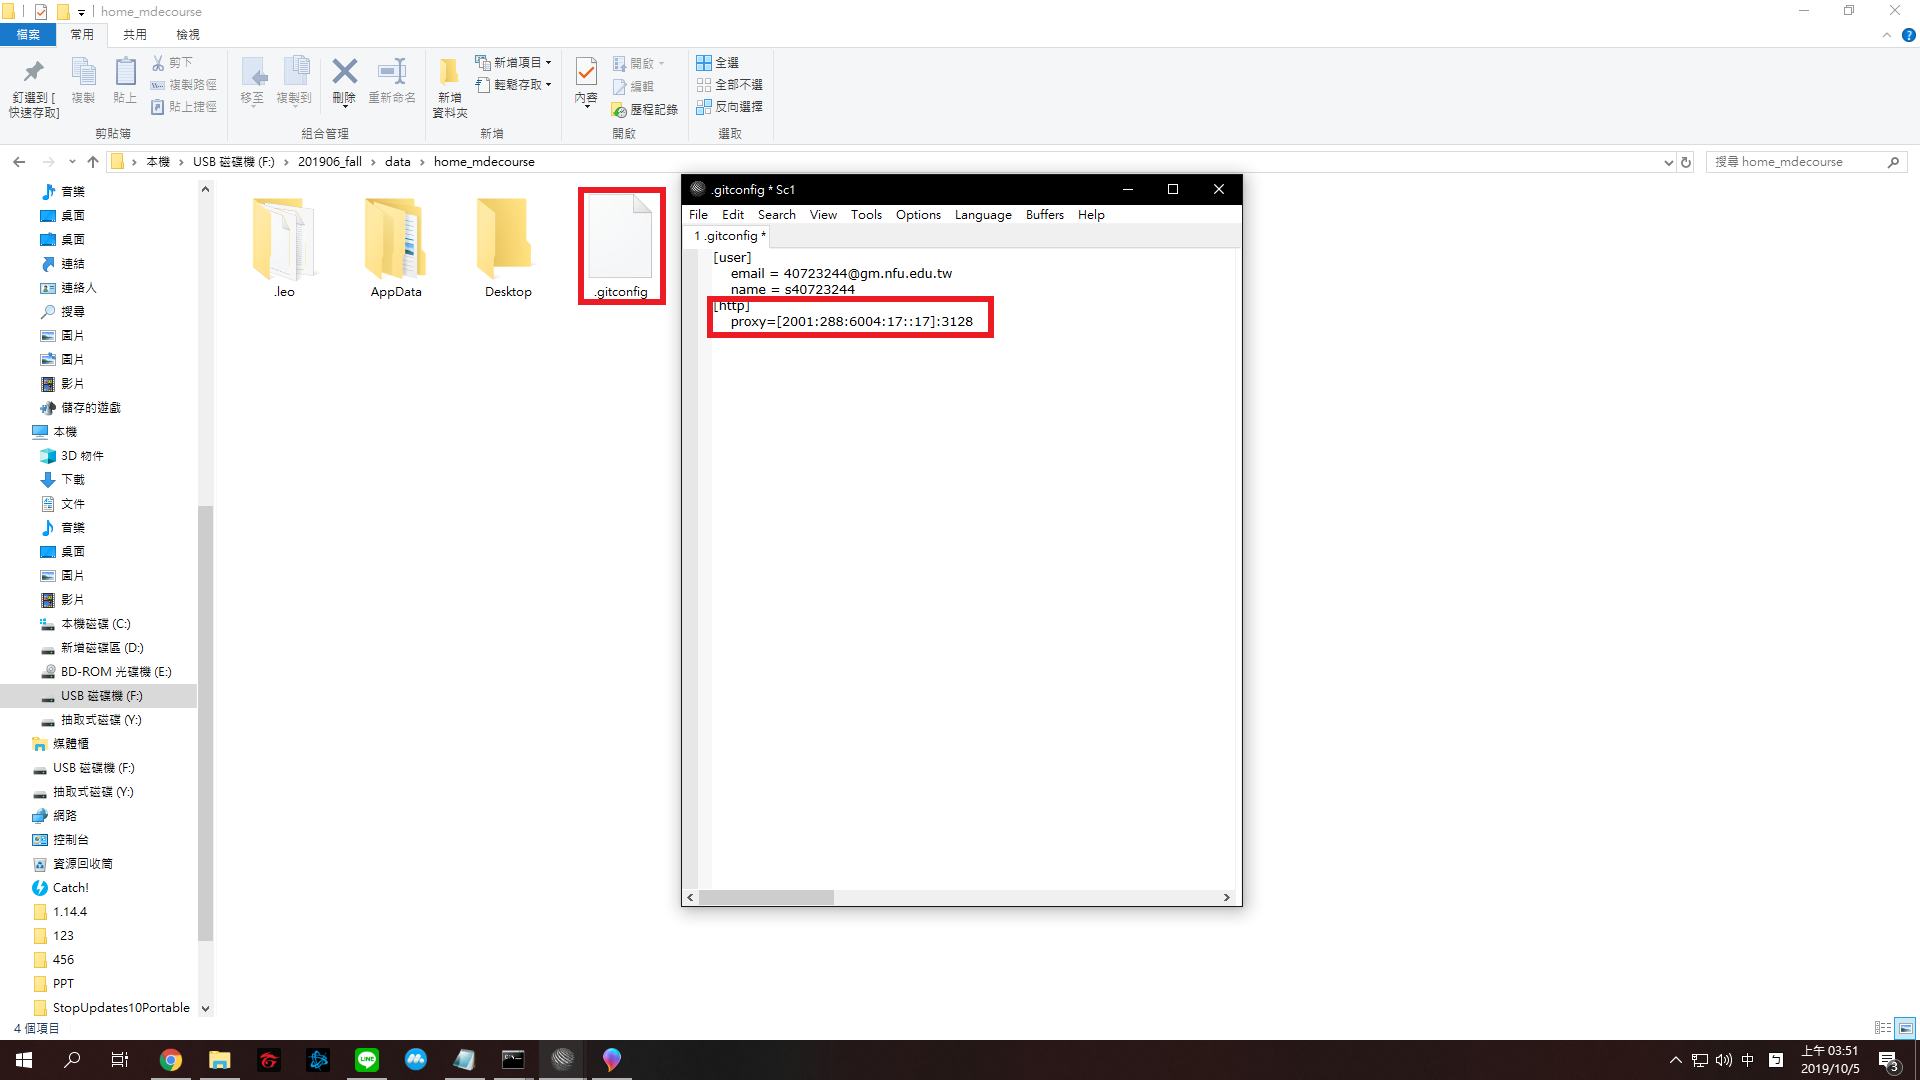 home_mdecourse
檔案
常用
共用
檢視
釘選到 [
快速存取]
複製
貼上
剪下
複製路徑
貼上捷徑
剪貼簿
移至
複製到
刪除
重新命名
組合管理
新增
資料夾
新增項目
輕鬆存取
新增
內容
開啟
編輯
歷程記錄
開啟
全選
全部不選
反向選擇
選取
本機 › USB 磁碟機 (F:) › 201906_fall › data › home_mdecourse
搜尋 home_mdecourse
音樂
桌面
桌面
連結
連絡人
搜尋
圖片
圖片
影片
儲存的遊戲
本機
3D 物件
下載
文件
音樂
桌面
圖片
影片
本機磁碟 (C:)
新增磁碟區 (D:)
BD-ROM 光碟機 (E:)
USB 磁碟機 (F:)
抽取式磁碟 (Y:)
媒體櫃
USB 磁碟機 (F:)
抽取式磁碟 (Y:)
網路
控制台
資源回收筒
Catch!
1.14.4
123
456
PPT
StopUpdates10Portable
4 個項目
.leo
AppData
Desktop
.gitconfig
.gitconfig * Sc1
File Edit Search View Tools Options Language Buffers Help
1 .gitconfig *
[user]
email = 40723244@gm.nfu.edu.tw
name = s40723244
[http]
proxy=[2001:288:6004:17::17]:3128
中
上午 03:51
2019/10/5
3